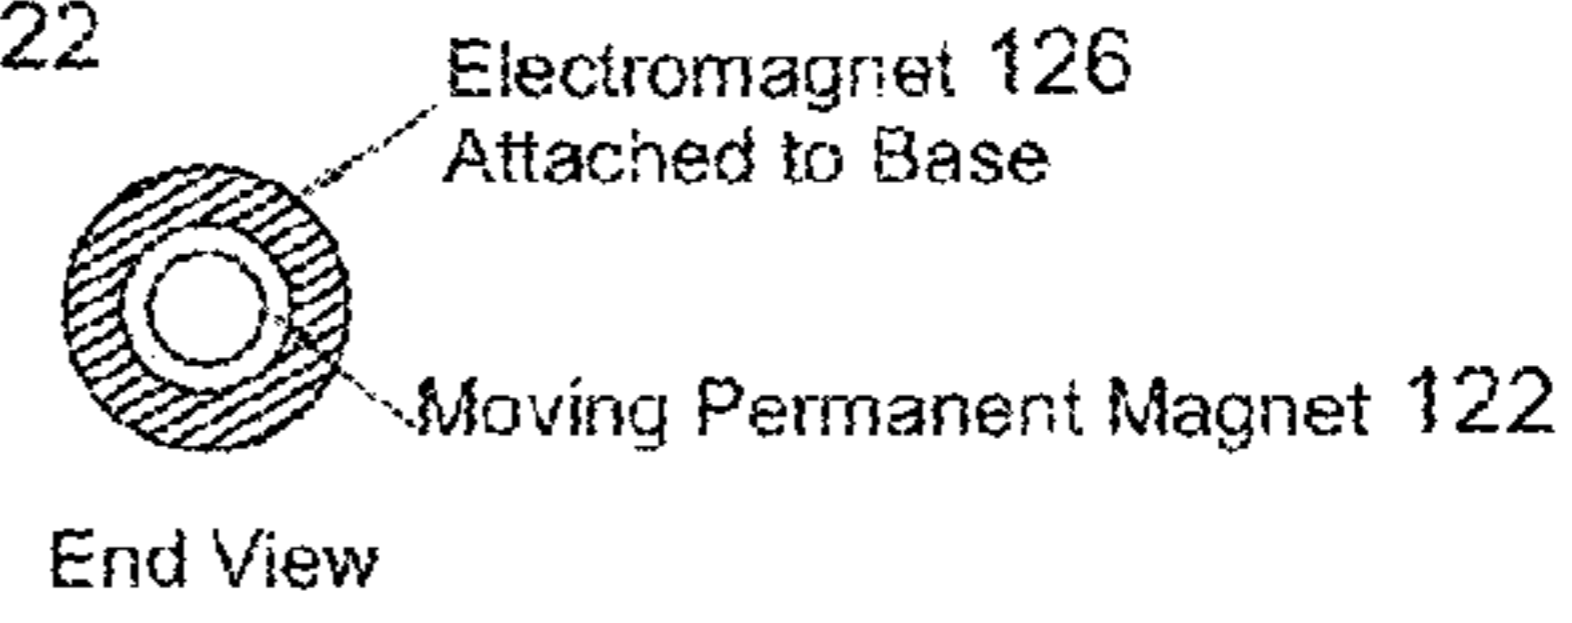 22
Electromagnet 126
Attached to Base
Moving Permanent Magnet 122
End View